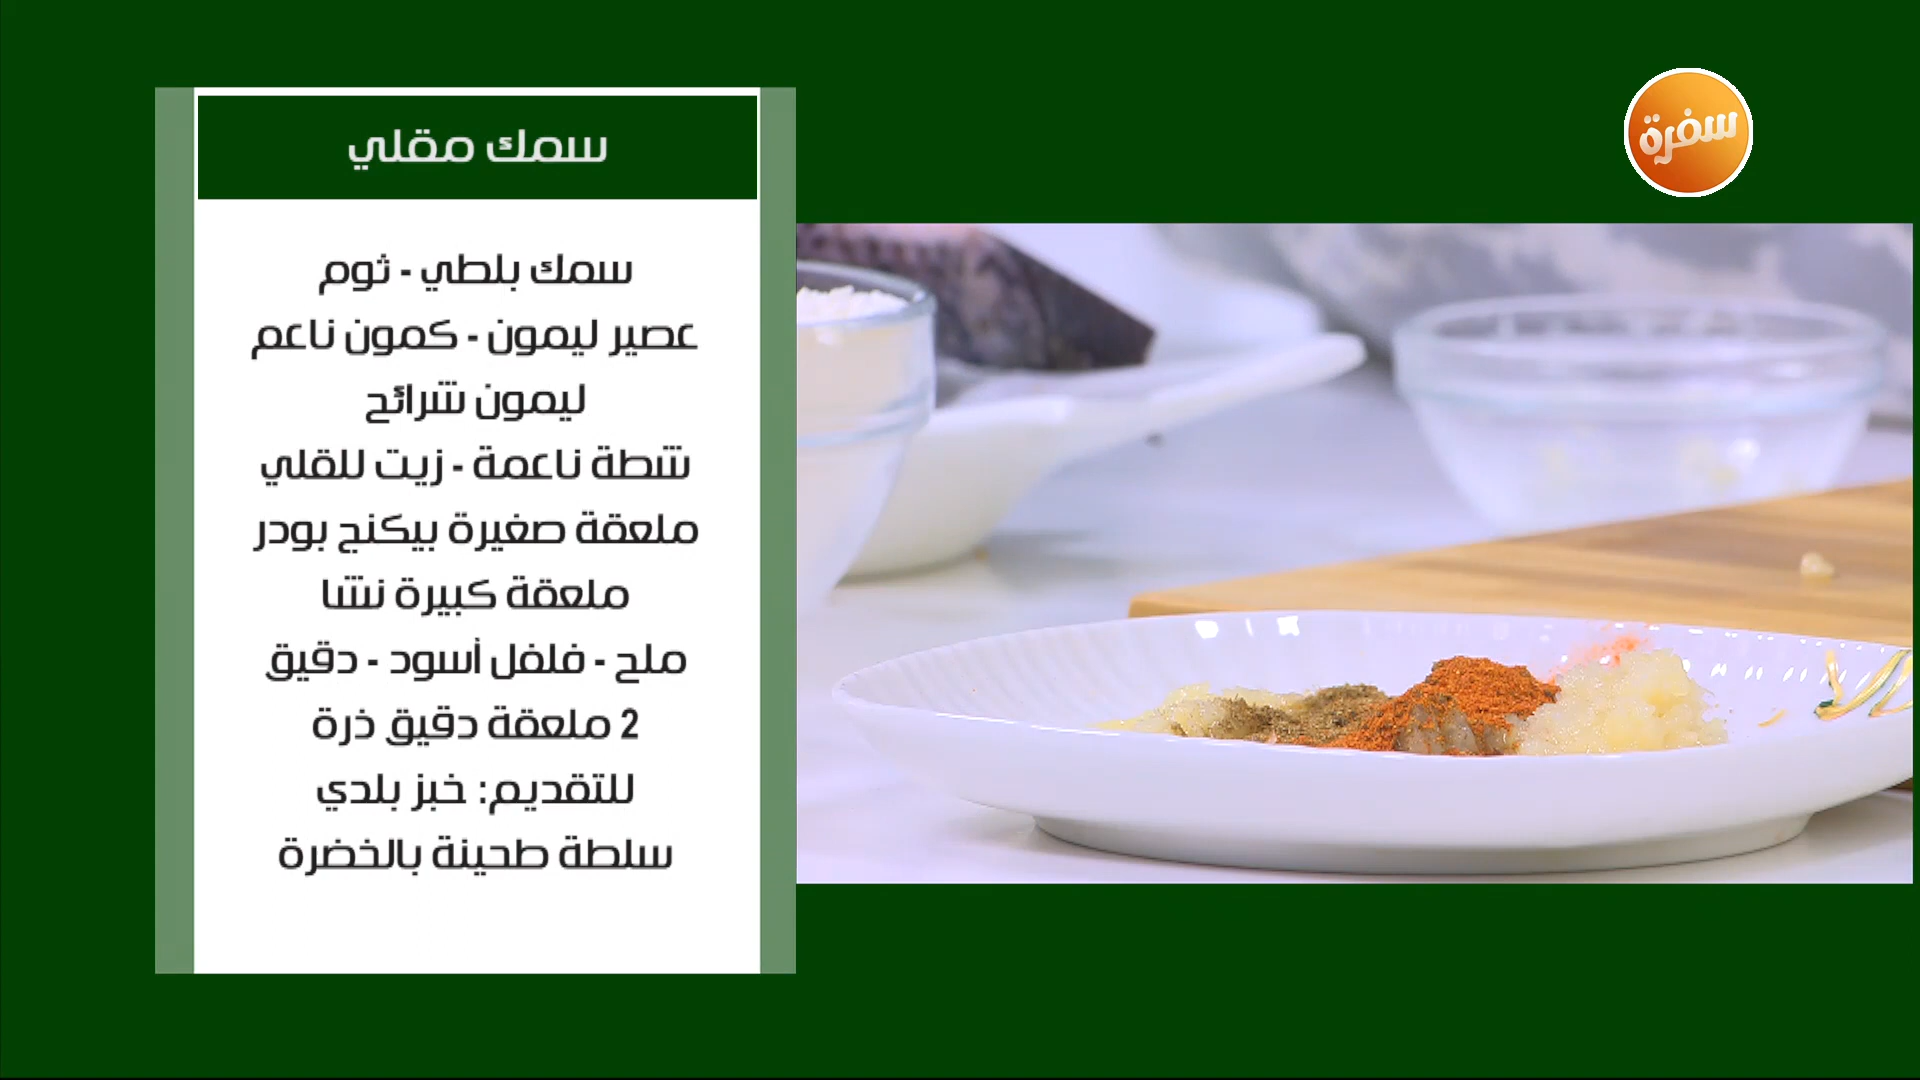 سفرة
سمك مقلي
سمك بلطي - ثوم
عصير ليمون - كمون ناعم
ليمون شرائح
شطة ناعمة - زيت للقلي
ملعقة صغيرة بيكنج بودر
ملعقة كبيرة نشا
ملح - فلفل أسود - دقيق
2 ملعقة دقيق ذرة
للتقديم: خبز بلدي
سلطة طحينة بالخضرة